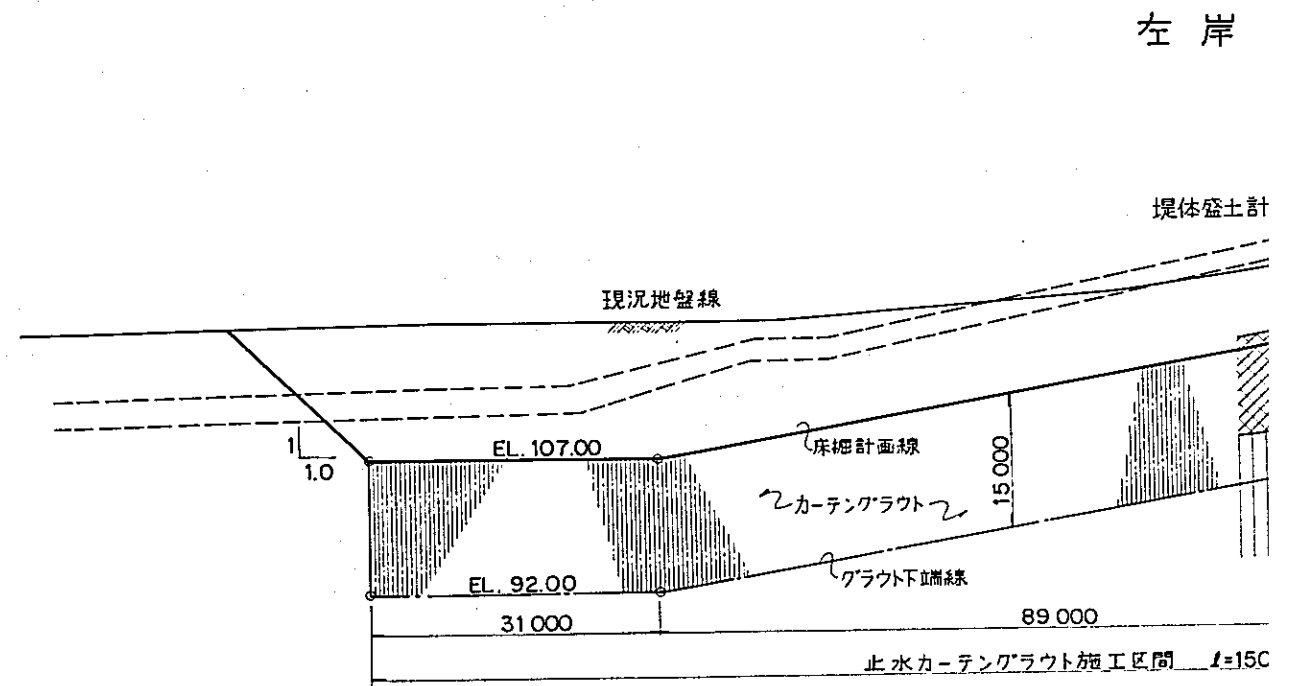 左岸
堤体盛土計
現況地盤線
1
1.0
EL. 107.00
床掘計画線
15 000
カーテングラウト
グラウト下端線
EL. 92.00
31 000
89 000
止水カーテングラウト施工区間 ℓ=150